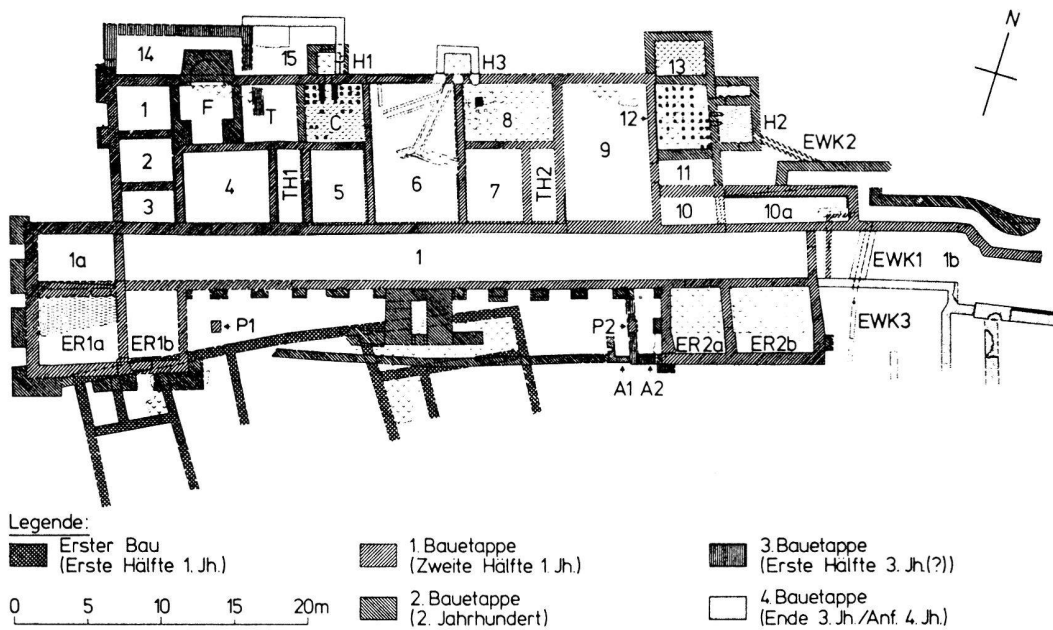 N
14
15
H1
H3
13
1
F
T
C
8
12
H2
2
6
9
EWK2
4
TH1
5
7
TH2
11
3
10
10a
1a
1
EWK1
1b
P1
P2
EWK3
ER1a
ER1b
ER2a
ER2b
A1
A2
Legende:
Erster Bau
(Erste Hälfte 1. Jh.)
1. Bauetappe
(Zweite Hälfte 1. Jh.)
3. Bauetappe
(Erste Hälfte 3. Jh.(?))
0 5 10 15 20m
2. Bauetappe
(2. Jahrhundert)
4. Bauetappe
(Ende 3. Jh./Anf. 4. Jh.)